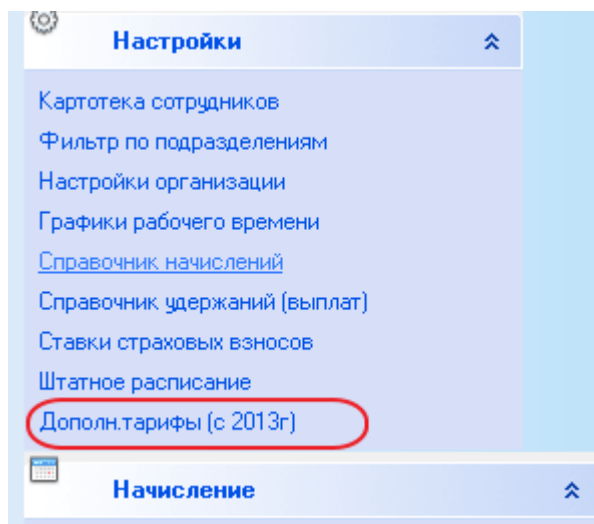 Настройки
Картотека сотрудников
Фильтр по подразделениям
Настройки организации
Графики рабочего времени
Справочник начислений
Справочник удержаний (выплат)
Ставки страховых взносов
Штатное расписание
Дополн.тарифы (с 2013г)
Начисление